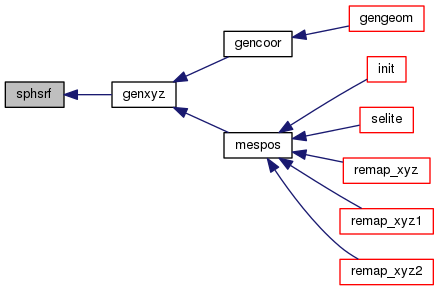 gengeom
gencoor
init
sphsrf
genxyz
selite
mespos
remap_xyz
remap_xyz1
remap_xyz2